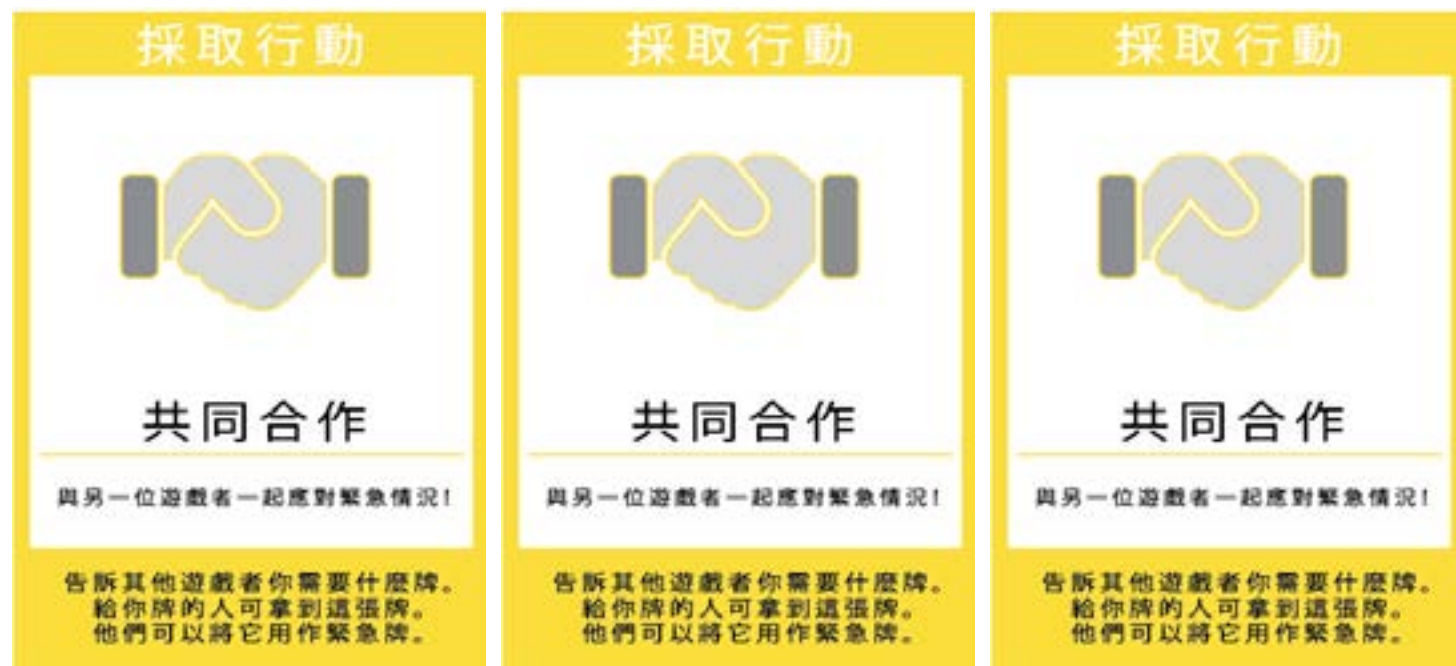 採取行動
共同合作
與另一位遊戲者一起應對緊急情況!
告訴其他遊戲者你需要什麼牌。
給你牌的人可拿到這張牌。
他們可以將它用作緊急牌。
採取行動
共同合作
與另一位遊戲者一起應對緊急情況!
告訴其他遊戲者你需要什麼牌。
給你牌的人可拿到這張牌。
他們可以將它用作緊急牌。
採取行動
共同合作
與另一位遊戲者一起應對緊急情況!
告訴其他遊戲者你需要什麼牌。
給你牌的人可拿到這張牌。
他們可以將它用作緊急牌。